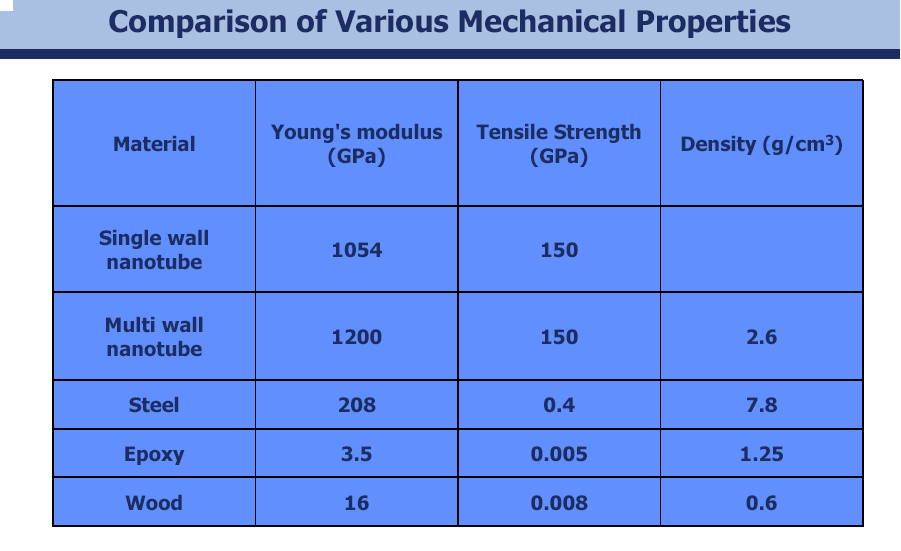 Comparison of Various Mechanical Properties
Material
Young's modulus
(GPa)
Tensile Strength
(GPa)
Density (g/cm³)
Single wall
nanotube
1054
150
Multi wall
nanotube
1200
150
2.6
Steel
208
0.4
7.8
Epoxy
3.5
0.005
1.25
Wood
16
0.008
0.6